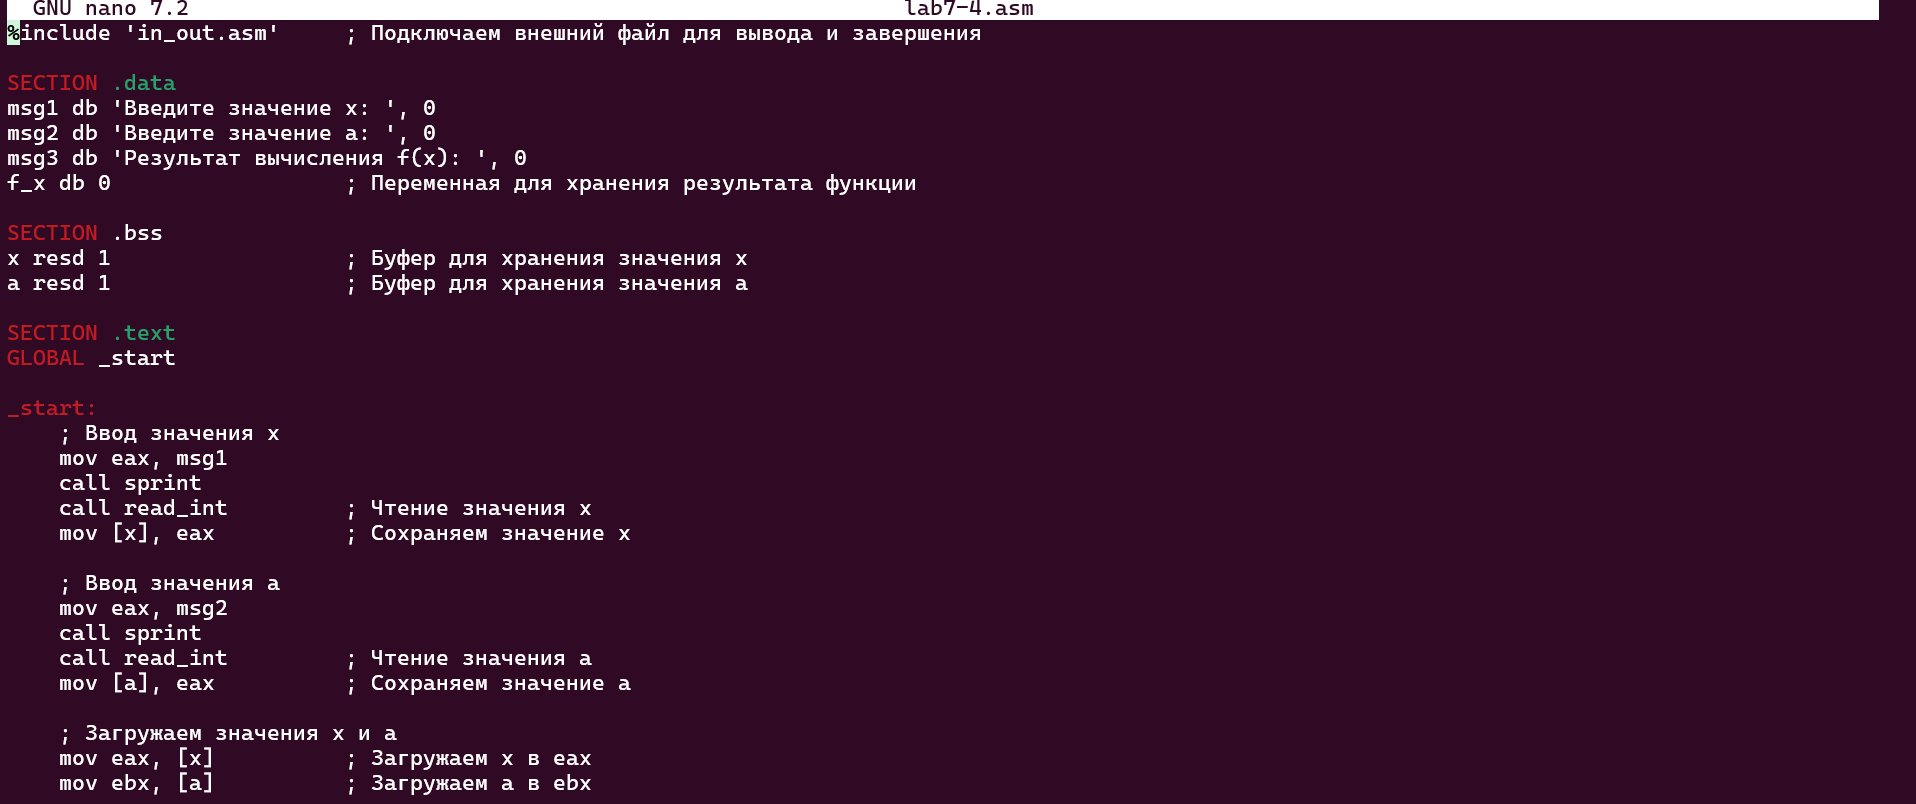 GNU nano 7.2 lab7-4.asm
%include 'in_out.asm' ; Подключаем внешний файл для вывода и завершения
SECTION .data
msg1 db 'Введите значение x: ', 0
msg2 db 'Введите значение a: ', 0
msg3 db 'Результат вычисления f(x): ', 0
f_x db 0 ; Переменная для хранения результата функции
SECTION .bss
x resd 1 ; Буфер для хранения значения x
a resd 1 ; Буфер для хранения значения a
SECTION .text
GLOBAL _start
_start:
; Ввод значения x
mov eax, msg1
call sprint
call read_int ; Чтение значения x
mov [x], eax ; Сохраняем значение x
; Ввод значения a
mov eax, msg2
call sprint
call read_int ; Чтение значения a
mov [a], eax ; Сохраняем значение a
; Загружаем значения x и a
mov eax, [x] ; Загружаем x в eax
mov ebx, [a] ; Загружаем a в ebx